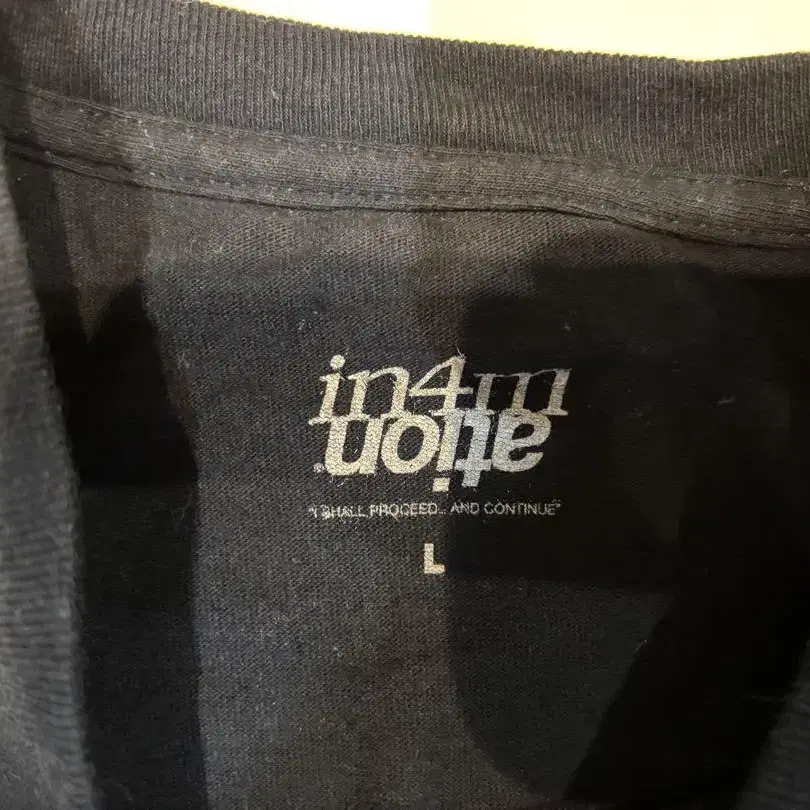 in4m
ation
"I SHALL PROCEED... AND CONTINUE"
L